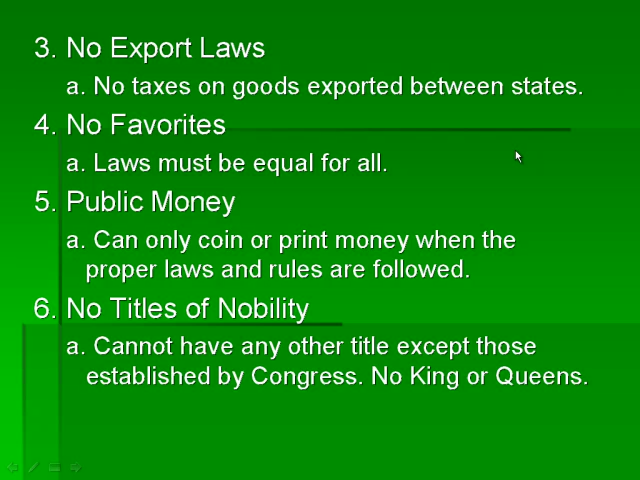 3. No Export Laws
a. No taxes on goods exported between states.
4. No Favorites
a. Laws must be equal for all.
5. Public Money
a. Can only coin or print money when the
proper laws and rules are followed.
6. No Titles of Nobility
a. Cannot have any other title except those
established by Congress. No King or Queens.